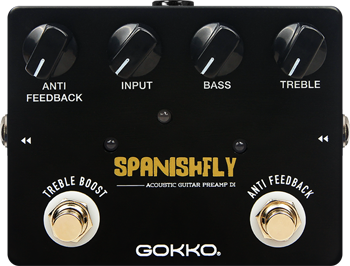 ANTI FEEDBACK
INPUT
BASS
TREBLE
SPANISHFLY
ACOUSTIC GUITAR PREAMP DI
TREBLE BOOST
ANTI FEEDBACK
GOKKO®